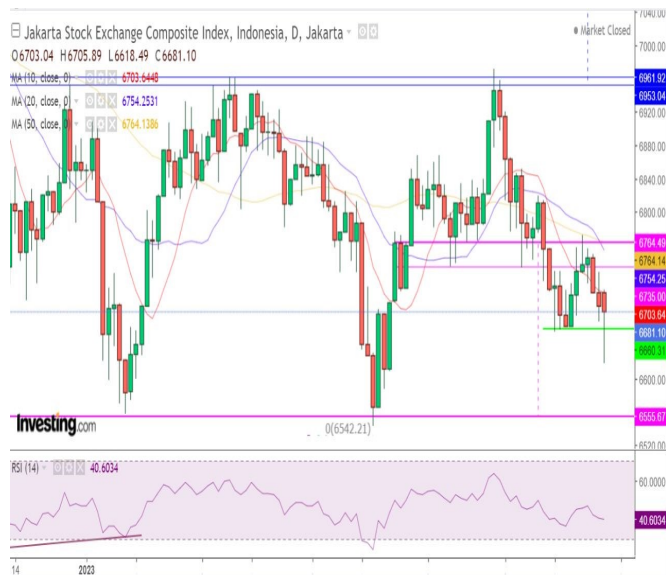 Jakarta Stock Exchange Composite Index, Indonesia, D, Jakarta
Market Closed
O6703.04 H6705.89 L6618.49 C6681.10
MA (10, close, 0) 6703.6448
MA (20, close, 0) 6754.2531
MA (50, close, 0) 6764.1386
7040.00
7000.00
6961.92
6953.04
6920.00
6880.00
6840.00
6800.00
6764.49
6764.14
6754.25
6735.00
6703.64
6681.10
6660.31
6600.00
6555.67
6520.00
Investing.com
0(6542.21)
RSI (14) 40.6034
60.0000
40.6034
14 2023